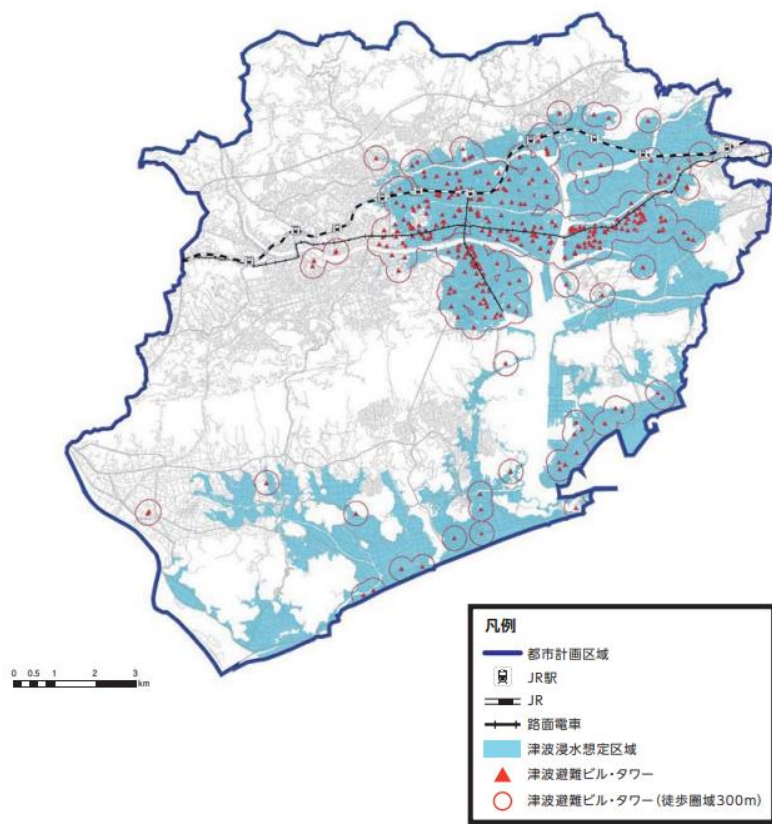 0 0.5 1 2 3
km
凡例
都市計画区域
JR駅
JR
路面電車
津波浸水想定区域
津波避難ビル・タワー
津波避難ビル・タワー(徒歩圏域300m)